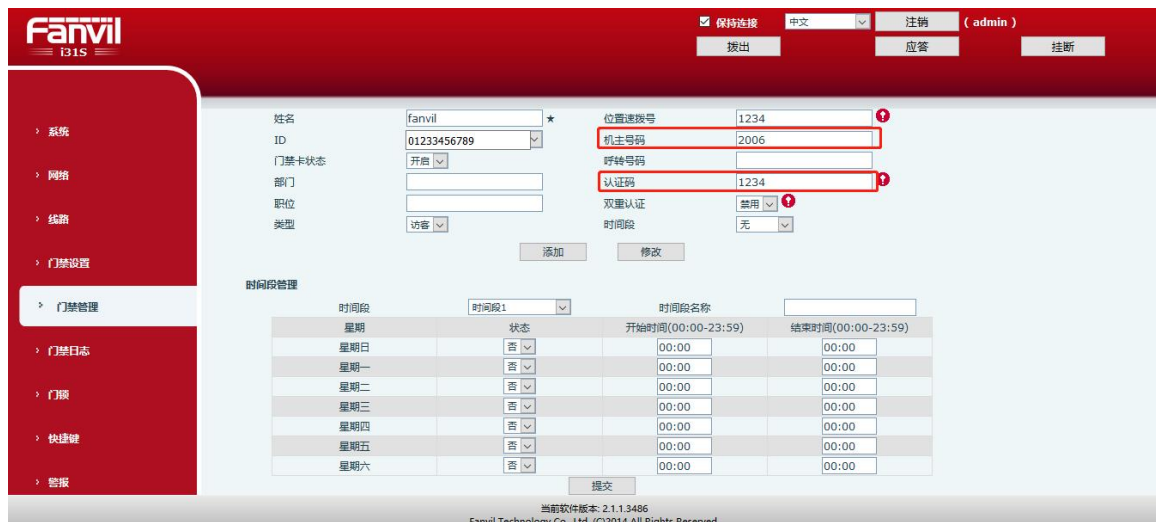 Fanvil
i31S
保持连接 中文 注销 ( admin )
拨出 应答 挂断
系统
网络
线路
门禁设置
门禁管理
门禁日志
门锁
快捷键
警报
姓名 fanvil ★ 位置速拨号 1234
ID 01233456789 机主号码 2006
门禁卡状态 开启 呼转号码
部门 认证码 1234
职位 双重认证 禁用
类型 访客 时间段 无
添加 修改
时间段管理
时间段 时间段1 时间段名称
星期 状态 开始时间(00:00-23:59) 结束时间(00:00-23:59)
星期日 否 00:00 00:00
星期一 否 00:00 00:00
星期二 否 00:00 00:00
星期三 否 00:00 00:00
星期四 否 00:00 00:00
星期五 否 00:00 00:00
星期六 否 00:00 00:00
提交
当前软件版本: 2.1.1.3486
Fanvil Technology Co., Ltd. (C)2014 All Rights Reserved.